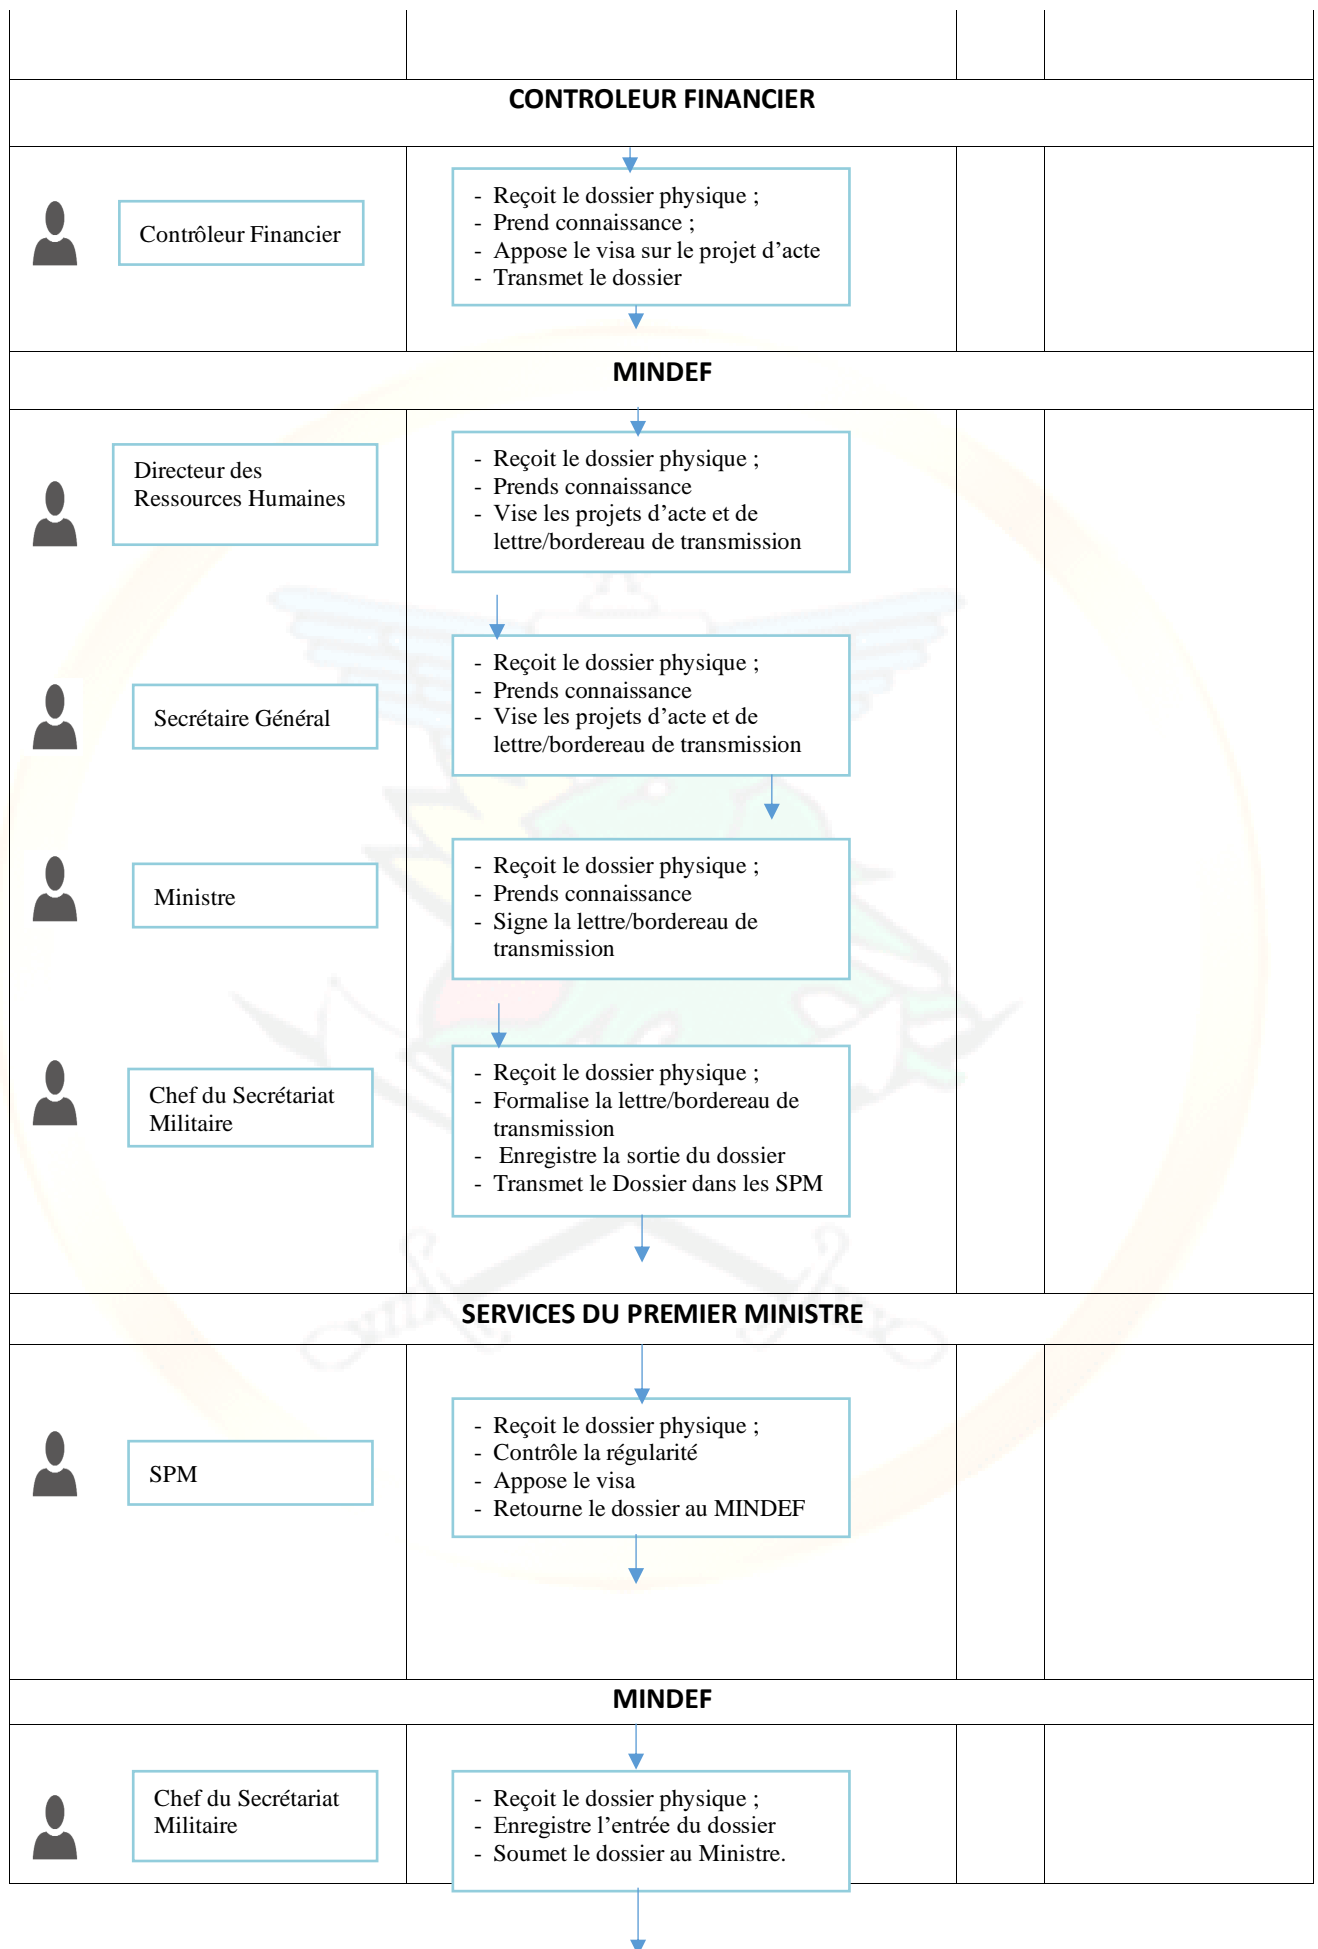 CONTROLEUR FINANCIER
Contrôleur Financier
- Reçoit le dossier physique ;
- Prend connaissance ;
- Appose le visa sur le projet d’acte
- Transmet le dossier
MINDEF
Directeur des
Ressources Humaines
- Reçoit le dossier physique ;
- Prends connaissance
- Vise les projets d’acte et de
lettre/bordereau de transmission
Secrétaire Général
- Reçoit le dossier physique ;
- Prends connaissance
- Vise les projets d’acte et de
lettre/bordereau de transmission
Ministre
- Reçoit le dossier physique ;
- Prends connaissance
- Signe la lettre/bordereau de
transmission
Chef du Secrétariat
Militaire
- Reçoit le dossier physique ;
- Formalise la lettre/bordereau de
transmission
- Enregistre la sortie du dossier
- Transmet le Dossier dans les SPM
SERVICES DU PREMIER MINISTRE
SPM
- Reçoit le dossier physique ;
- Contrôle la régularité
- Appose le visa
- Retourne le dossier au MINDEF
MINDEF
Chef du Secrétariat
Militaire
- Reçoit le dossier physique ;
- Enregistre l’entrée du dossier
- Soumet le dossier au Ministre.